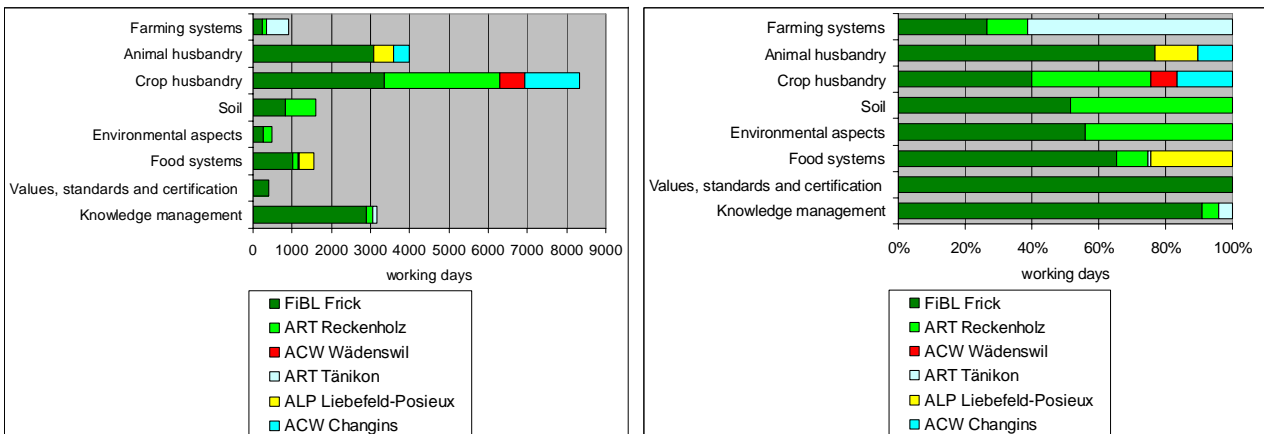 Farming systems
Animal husbandry
Crop husbandry
Soil
Environmental aspects
Food systems
Values, standards and certification
Knowledge management
0 1000 2000 3000 4000 5000 6000 7000 8000 9000
working days
FiBL Frick
ART Reckenholz
ACW Wädenswil
ART Tänikon
ALP Liebefeld-Posieux
ACW Changins
Farming systems
Animal husbandry
Crop husbandry
Soil
Environmental aspects
Food systems
Values, standards and certification
Knowledge management
0% 20% 40% 60% 80% 100%
working days
FiBL Frick
ART Reckenholz
ACW Wädenswil
ART Tänikon
ALP Liebefeld-Posieux
ACW Changins